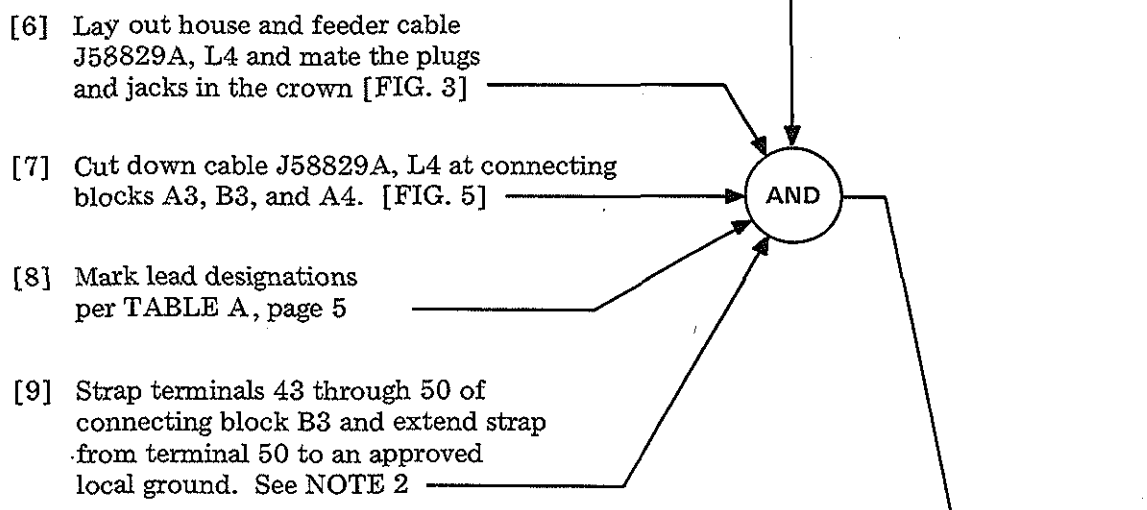 [6] Lay out house and feeder cable
J58829A, L4 and mate the plugs
and jacks in the crown [FIG. 3]
[7] Cut down cable J58829A, L4 at connecting
blocks A3, B3, and A4. [FIG. 5]
AND
[8] Mark lead designations
per TABLE A, page 5
[9] Strap terminals 43 through 50 of
connecting block B3 and extend strap
from terminal 50 to an approved
local ground. See NOTE 2